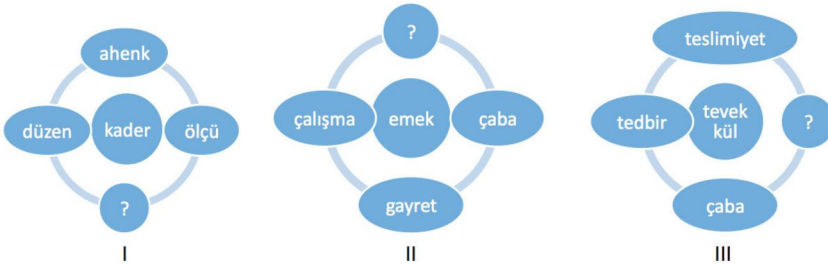 ahenk
düzen
kader
ölçü
?
I
?
çalışma
emek
çaba
gayret
II
teslimiyet
tedbir
tevek
kül
?
çaba
III